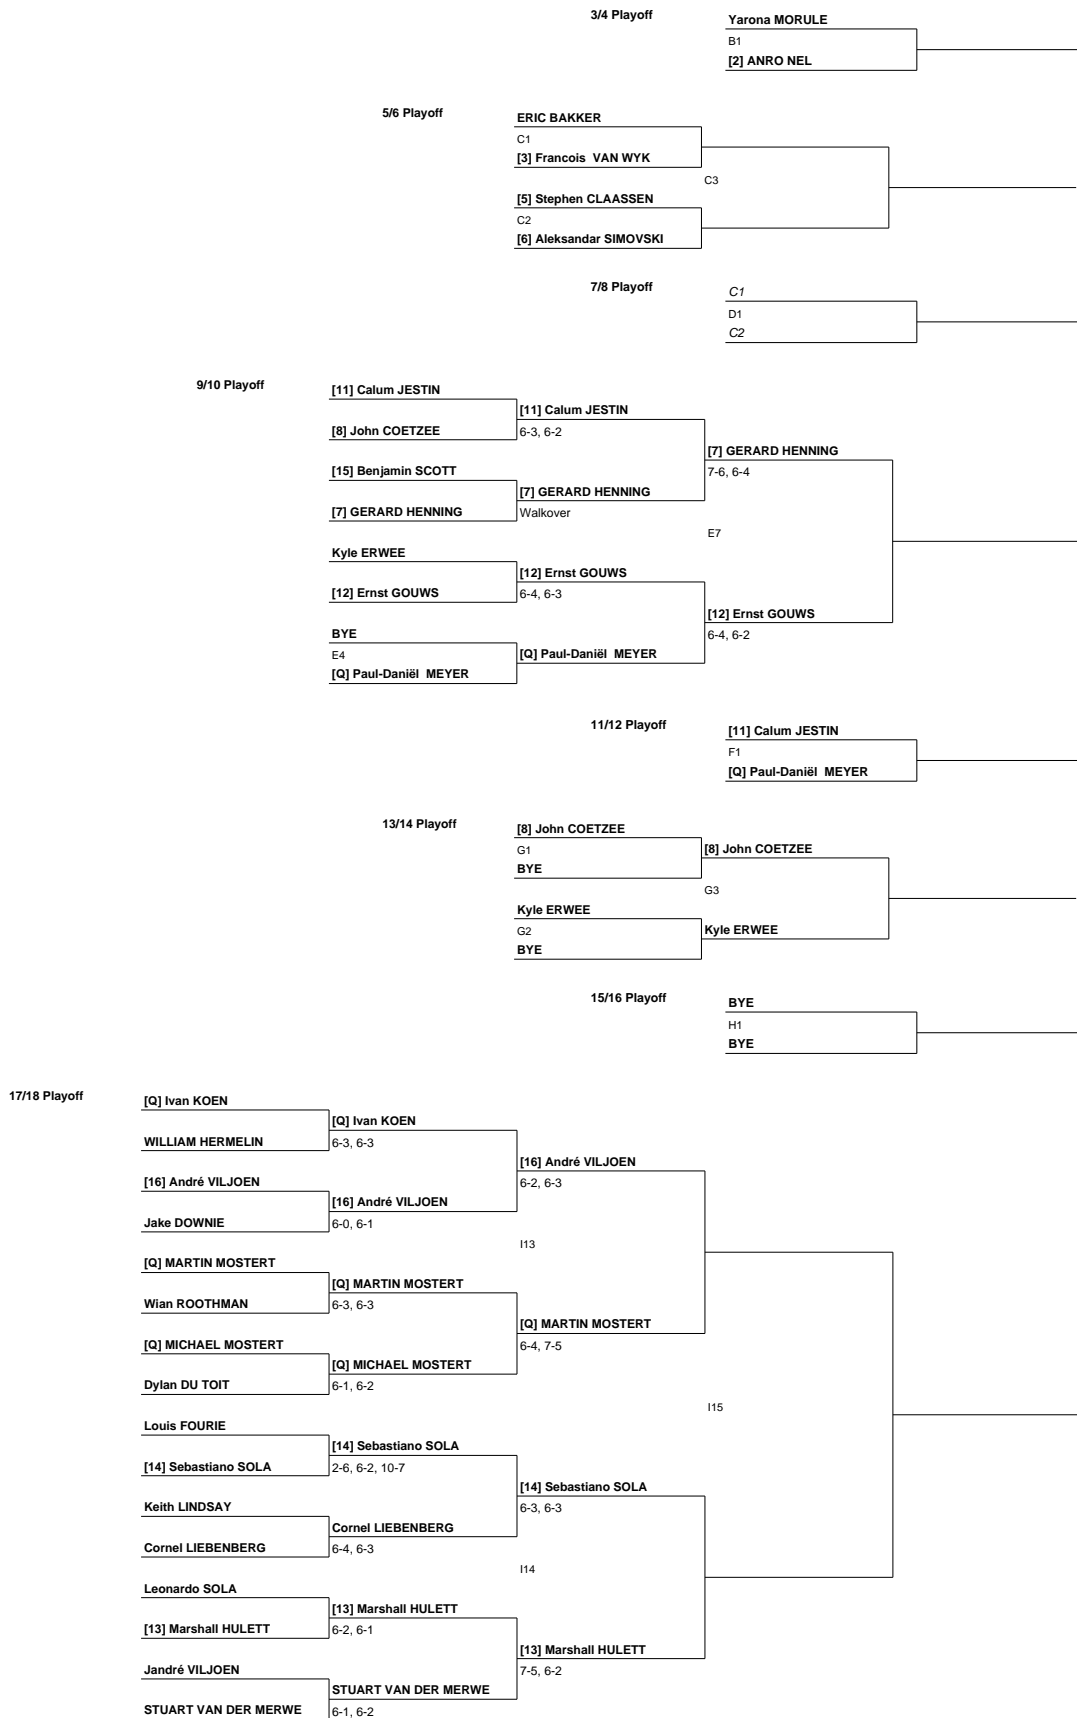 3/4 Playoff
Yarona MORULE
B1
[2] ANRO NEL
5/6 Playoff
ERIC BAKKER
C1
[3] Francois  VAN WYK
C3
[5] Stephen CLAASSEN
C2
[6] Aleksandar SIMOVSKI
7/8 Playoff
C1
D1
C2
9/10 Playoff
[11] Calum JESTIN
[11] Calum JESTIN
[8] John COETZEE
6-3, 6-2
[7] GERARD HENNING
[15] Benjamin SCOTT
7-6, 6-4
[7] GERARD HENNING
[7] GERARD HENNING
Walkover
E7
Kyle ERWEE
[12] Ernst GOUWS
[12] Ernst GOUWS
6-4, 6-3
[12] Ernst GOUWS
BYE
6-4, 6-2
E4
[Q] Paul-Daniël  MEYER
[Q] Paul-Daniël  MEYER
11/12 Playoff
[11] Calum JESTIN
F1
[Q] Paul-Daniël  MEYER
13/14 Playoff
[8] John COETZEE
G1
[8] John COETZEE
BYE
G3
Kyle ERWEE
G2
Kyle ERWEE
BYE
15/16 Playoff
BYE
H1
BYE
17/18 Playoff
[Q] Ivan KOEN
[Q] Ivan KOEN
WILLIAM HERMELIN
6-3, 6-3
[16] André VILJOEN
[16] André VILJOEN
6-2, 6-3
[16] André VILJOEN
Jake DOWNIE
6-0, 6-1
I13
[Q] MARTIN MOSTERT
[Q] MARTIN MOSTERT
Wian ROOTHMAN
6-3, 6-3
[Q] MARTIN MOSTERT
[Q] MICHAEL MOSTERT
6-4, 7-5
[Q] MICHAEL MOSTERT
Dylan DU TOIT
6-1, 6-2
I15
Louis FOURIE
[14] Sebastiano SOLA
[14] Sebastiano SOLA
2-6, 6-2, 10-7
[14] Sebastiano SOLA
Keith LINDSAY
6-3, 6-3
Cornel LIEBENBERG
Cornel LIEBENBERG
6-4, 6-3
I14
Leonardo SOLA
[13] Marshall HULETT
[13] Marshall HULETT
6-2, 6-1
[13] Marshall HULETT
Jandré VILJOEN
7-5, 6-2
STUART VAN DER MERWE
STUART VAN DER MERWE
6-1, 6-2